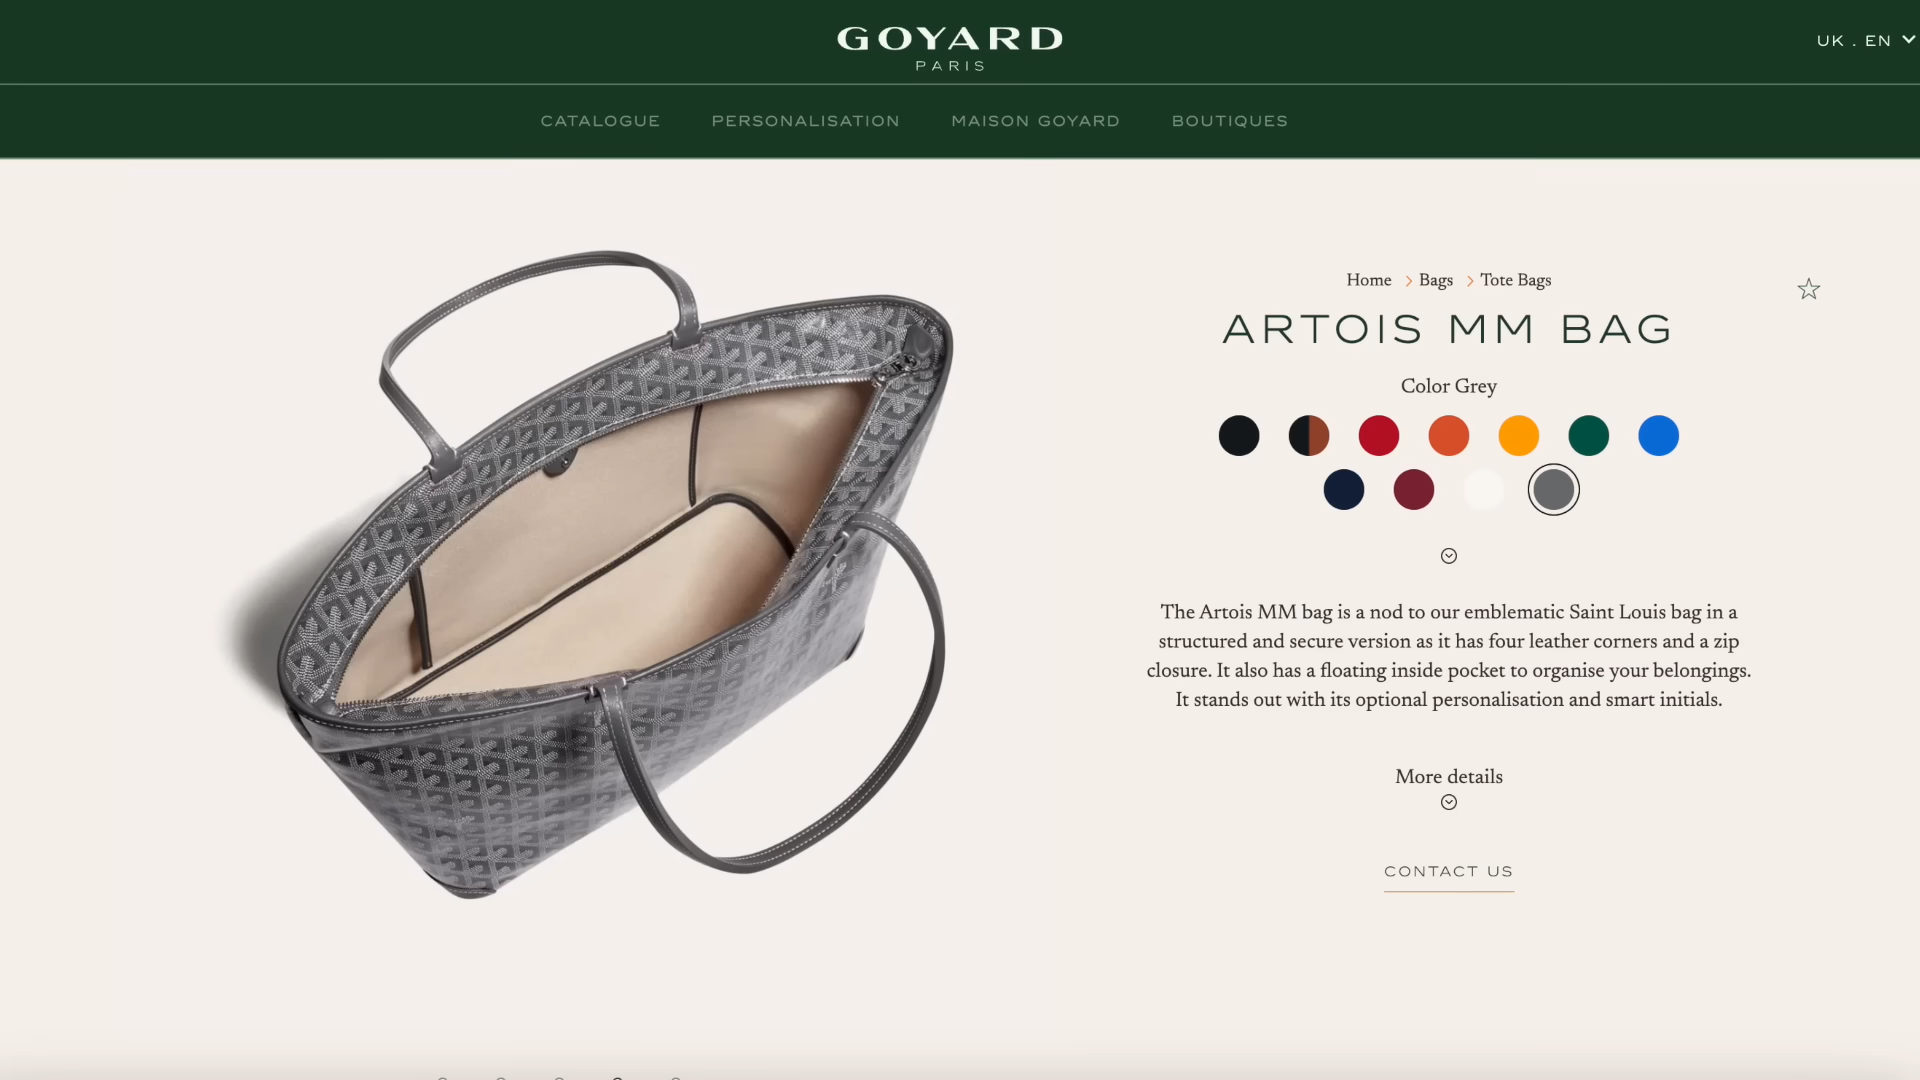 GOYARD
PARIS
UK . EN
CATALOGUE PERSONALISATION MAISON GOYARD BOUTIQUES
Home Bags Tote Bags
ARTOIS MM BAG
Color Grey
The Artois MM bag is a nod to our emblematic Saint Louis bag in a
structured and secure version as it has four leather corners and a zip
closure. It also has a floating inside pocket to organise your belongings.
It stands out with its optional personalisation and smart initials.
More details
CONTACT US